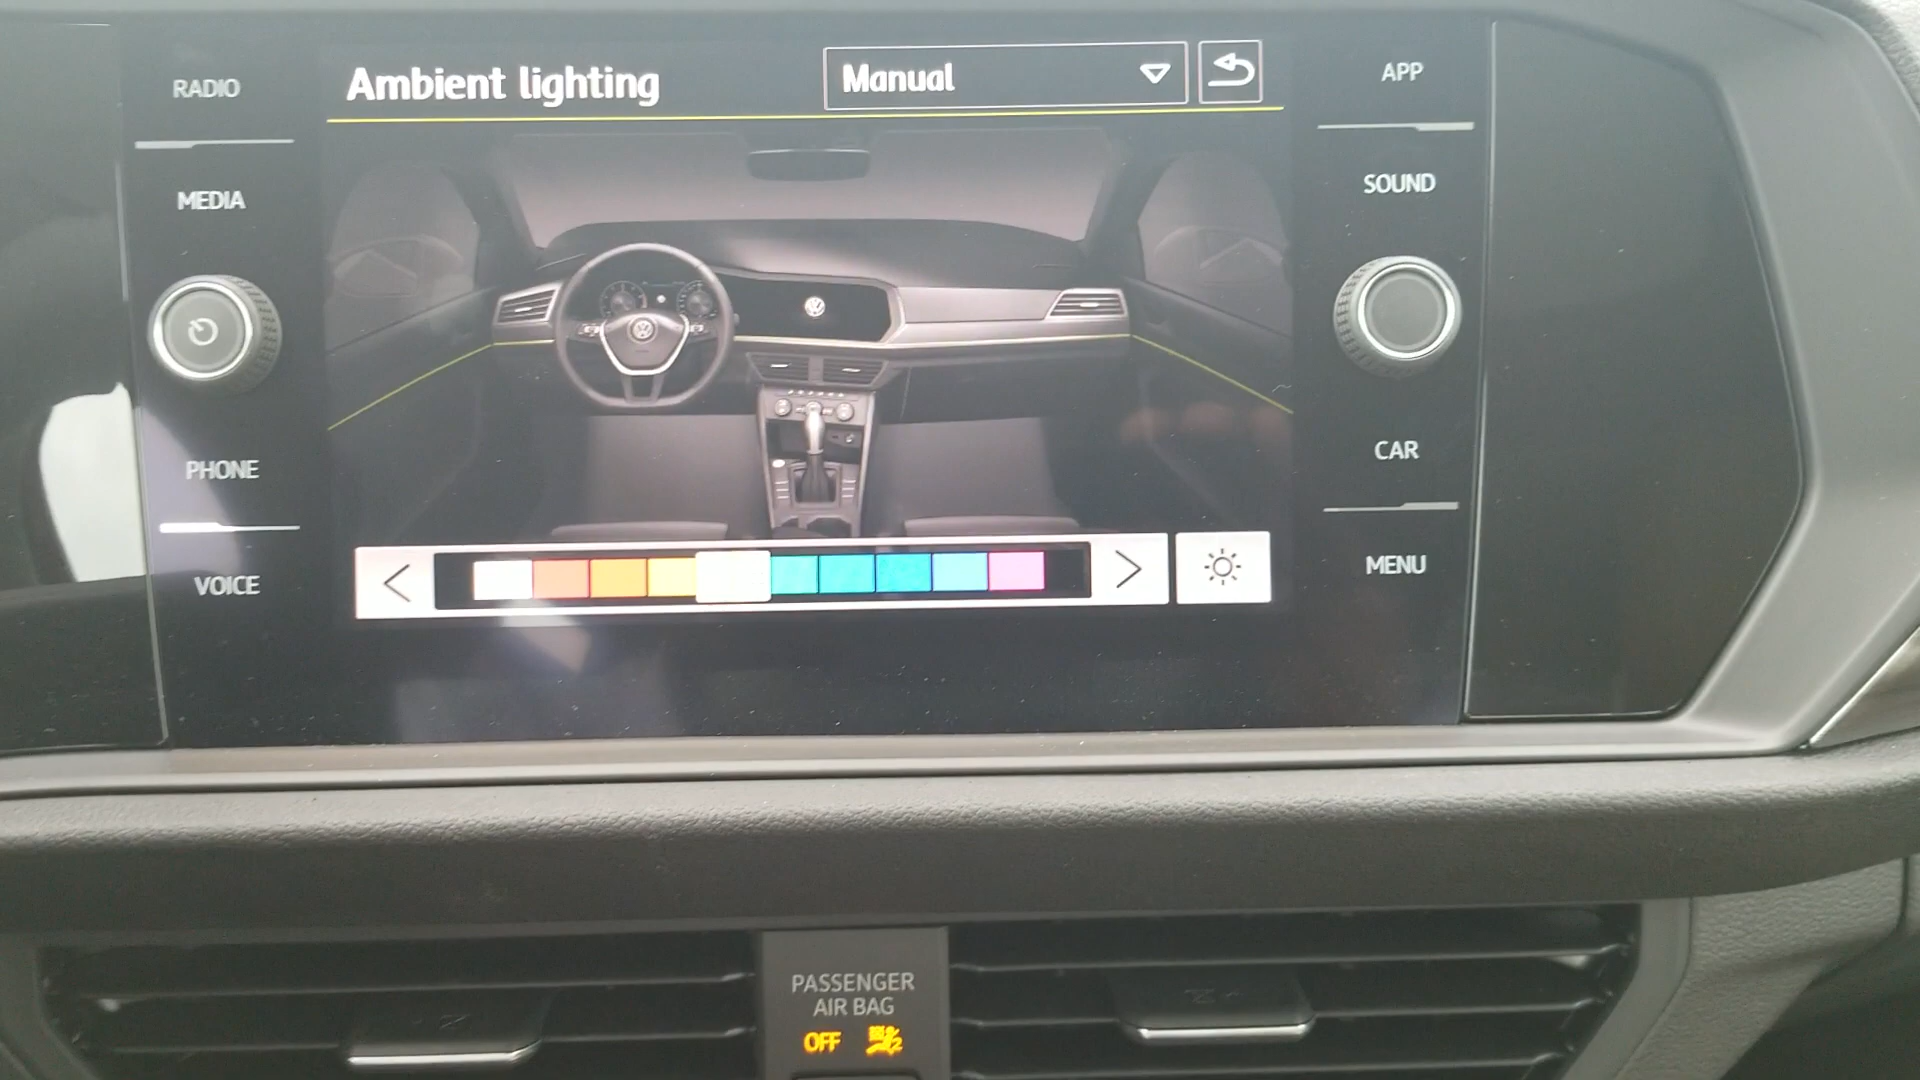 RADIO
Ambient lighting
Manual
APP
MEDIA
SOUND
PHONE
CAR
VOICE
MENU
PASSENGER
AIR BAG
OFF